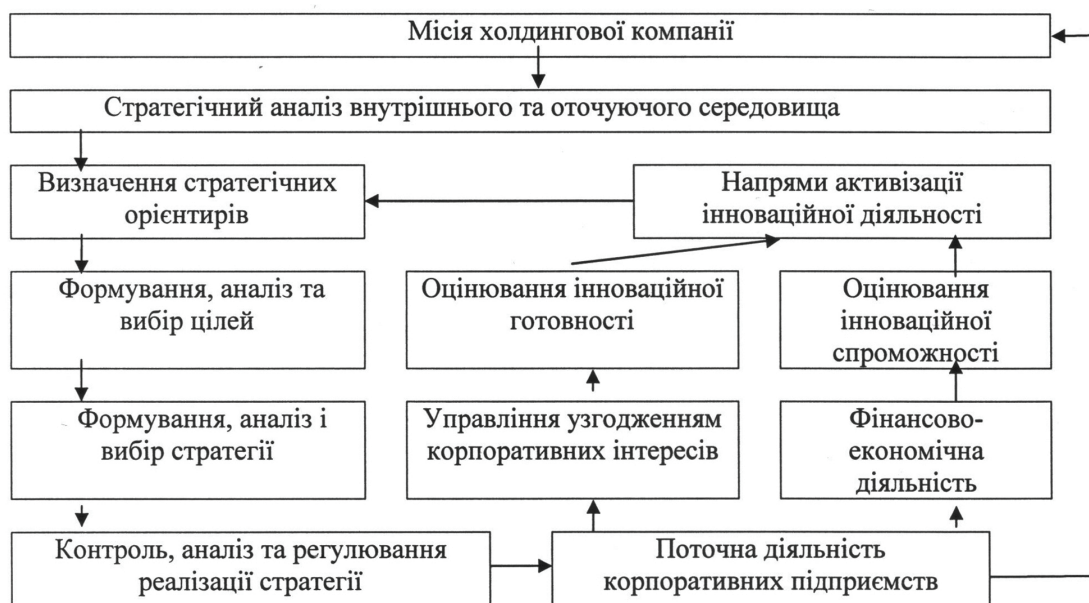 Місія холдингової компанії
Стратегічний аналіз внутрішнього та оточуючого середовища
Визначення стратегічних
орієнтирів
Напрями активізації
інноваційної діяльності
Формування, аналіз та
вибір цілей
Оцінювання інноваційної
готовності
Оцінювання
інноваційної
спроможності
Формування, аналіз і
вибір стратегії
Управління узгодженням
корпоративних інтересів
Фінансово-
економічна
діяльність
Контроль, аналіз та регулювання
реалізації стратегії
Поточна діяльність
корпоративних підприємств